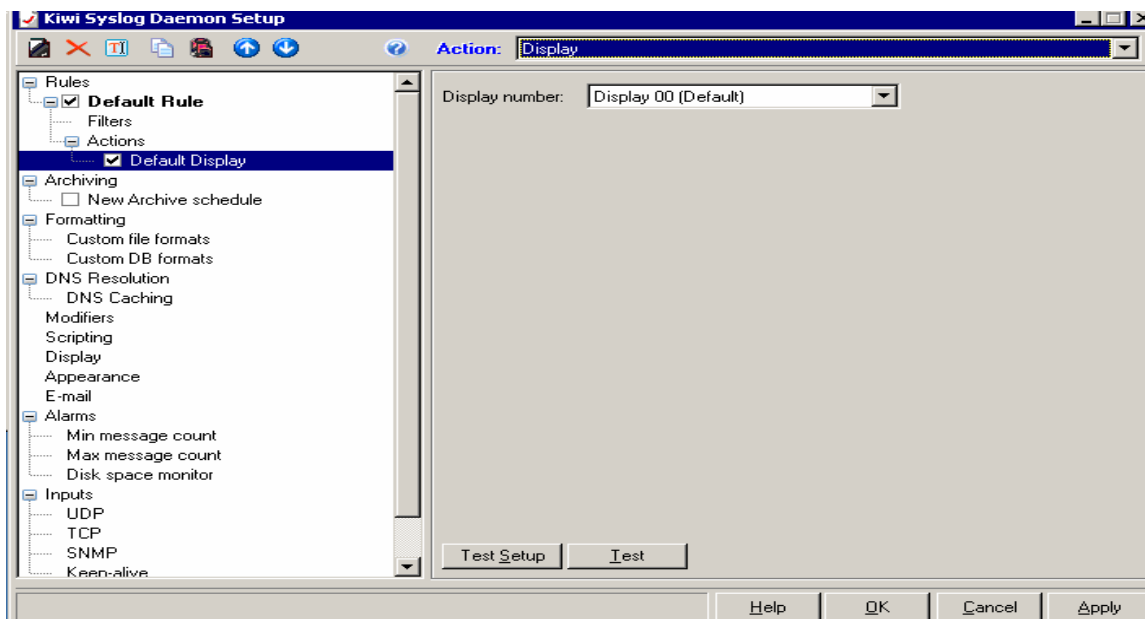 Kiwi Syslog Daemon Setup
Action: Display
Rules
Default Rule
Filters
Actions
Default Display
Archiving
New Archive schedule
Formatting
Custom file formats
Custom DB formats
DNS Resolution
DNS Caching
Modifiers
Scripting
Display
Appearance
E-mail
Alarms
Min message count
Max message count
Disk space monitor
Inputs
UDP
TCP
SNMP
Keep-alive
Display number: Display 00 (Default)
Test Setup Test
Help OK Cancel Apply